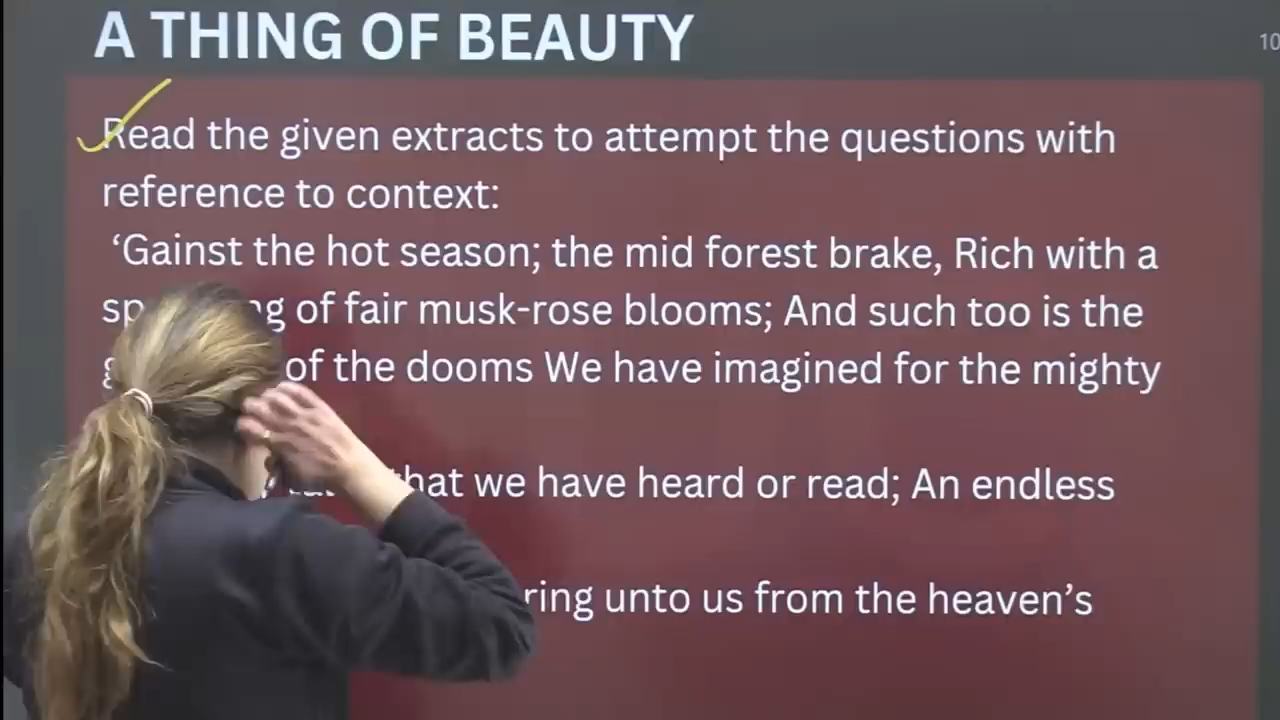 A THING OF BEAUTY
10
Read the given extracts to attempt the questions with
reference to context:
‘Gainst the hot season; the mid forest brake, Rich with a
of fair musk-rose blooms; And such too is the
of the dooms We have imagined for the mighty
that we have heard or read; An endless
unto us from the heaven’s